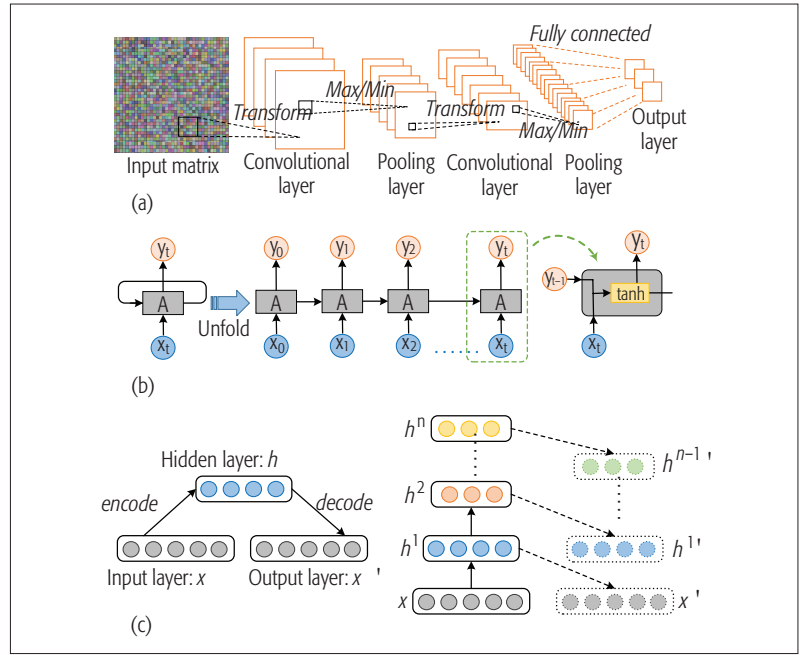 Fully connected
Max/Min
Transform
Transform
Max/Min
Output
layer
Input matrix
Convolutional
layer
Pooling
layer
Convolutional
layer
Pooling
layer
(a)
yt y0 y1 y2 yt yt
yt–1
A A A A A tanh
Unfold
xt x0 x1 x2 ...... xt xt
(b)
hn
hn–1 '
Hidden layer: h
h2
encode decode
h1 h1'
Input layer: x Output layer: x '
x x '
(c)